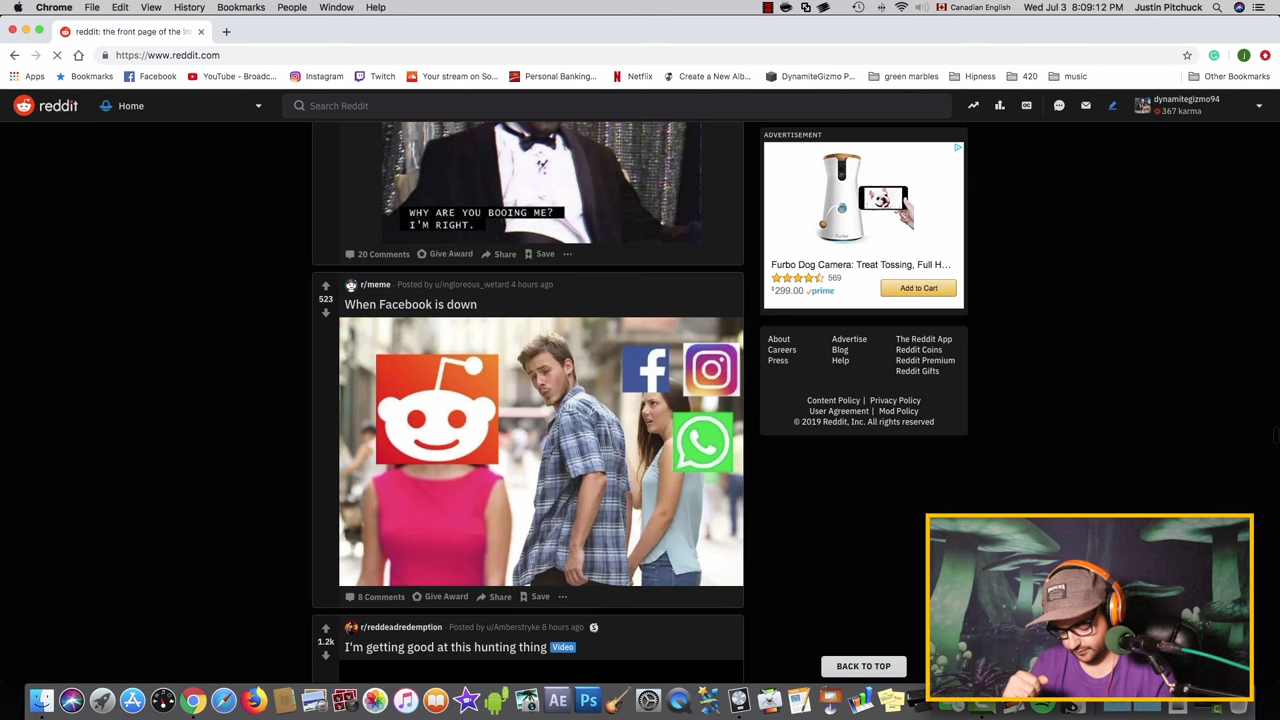 Chrome File Edit View History Bookmarks People Window Help
Canadian English Wed Jul 3 8:09:12 PM Justin Pitchuck
reddit: the front page of the in
https://www.reddit.com
Apps Bookmarks Facebook YouTube - Broadc... Instagram Twitch Your stream on So... Personal Banking... Netflix Create a New Alb... DynamiteGizmo P... green marbles Hipness 420 music Other Bookmarks
reddit Home Search Reddit dynamitegizmo94
367 karma
WHY ARE YOU BOOING ME?
I'M RIGHT.
20 Comments Give Award Share Save
r/meme · Posted by u/ingloreous_wetard 4 hours ago
523
When Facebook is down
8 Comments Give Award Share Save
r/reddeadredemption · Posted by u/Amberstryke 8 hours ago
1.2k
I'm getting good at this hunting thing Video
ADVERTISEMENT
Furbo
Furbo Dog Camera: Treat Tossing, Full H...
569
$299.00 prime Add to Cart
About Advertise The Reddit App
Careers Blog Reddit Coins
Press Help Reddit Premium
Reddit Gifts
Content Policy | Privacy Policy
User Agreement | Mod Policy
© 2019 Reddit, Inc. All rights reserved
BACK TO TOP
AE Ps